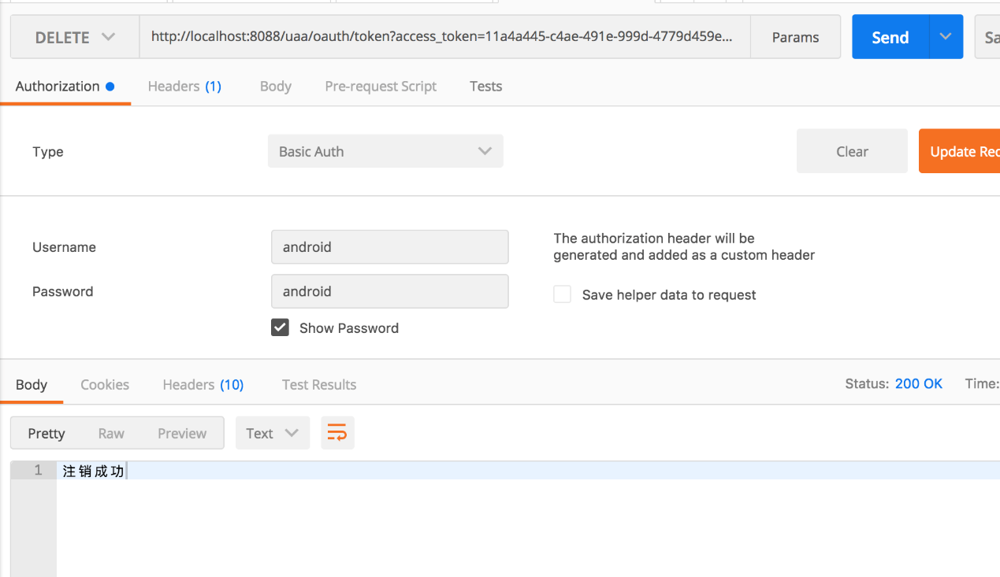 DELETE http://localhost:8088/uaa/oauth/token?access_token=11a4a445-c4ae-491e-999d-4779d459e... Params Send Sa
Authorization Headers (1) Body Pre-request Script Tests
Type Basic Auth Clear Update Req
Username android The authorization header will be
generated and added as a custom header
Password android Save helper data to request
Show Password
Body Cookies Headers (10) Test Results Status: 200 OK Time:
Pretty Raw Preview Text
1 注销成功